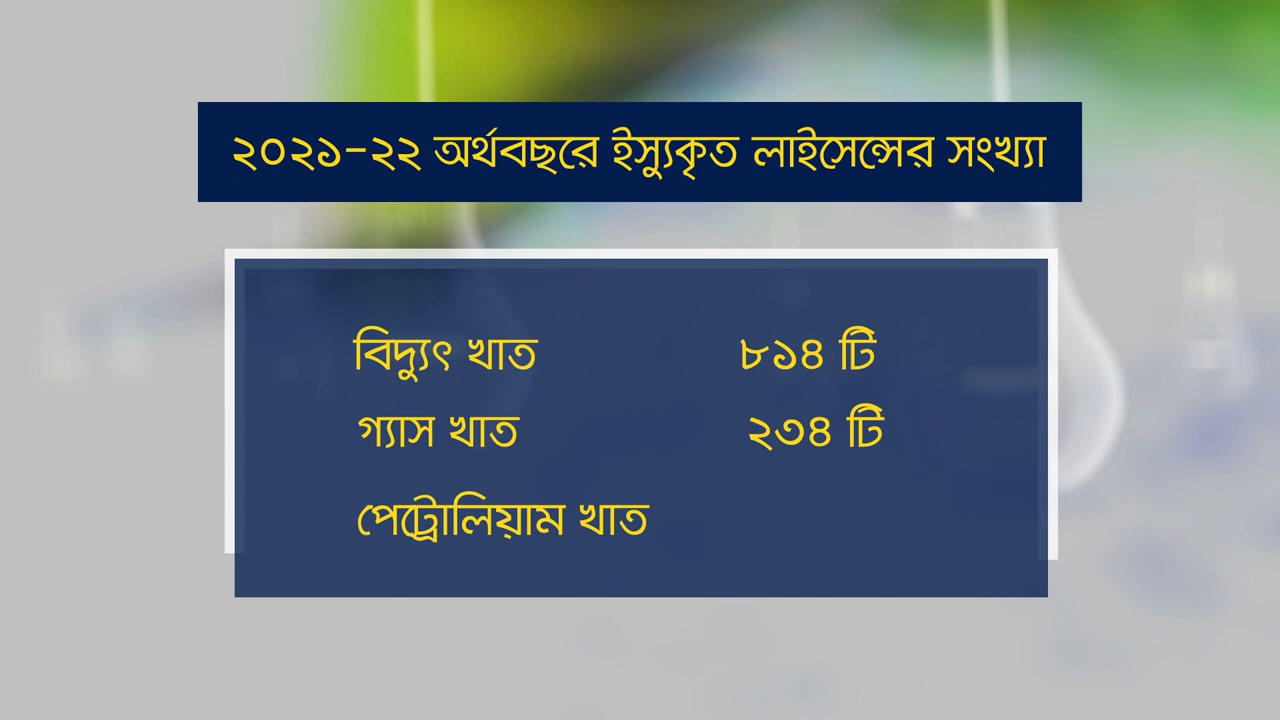 ২০২১-২২ অর্থবছরে ইস্যুকৃত লাইসেন্সের সংখ্যা
বিদ্যুৎ খাত ৮১৪ টি
গ্যাস খাত ২৩৪ টি
পেট্রোলিয়াম খাত